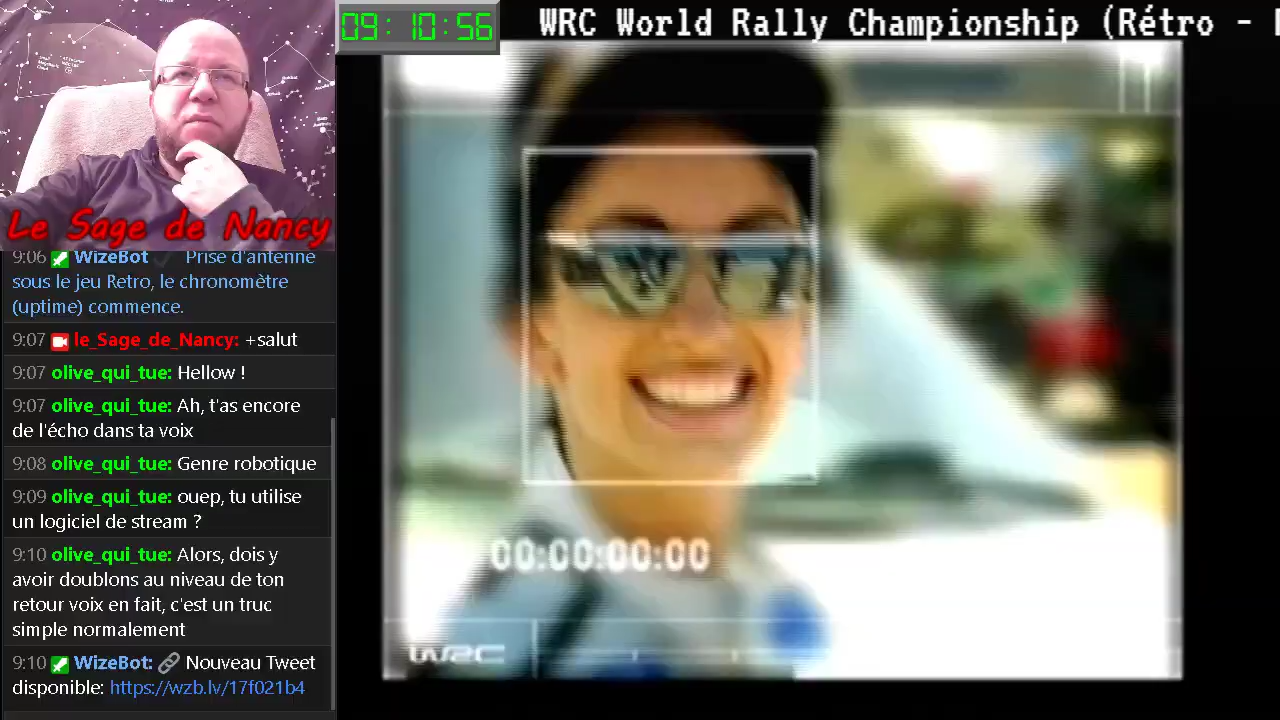 09:10:56
WRC World Rally Championship (Rétro -
Le Sage de Nancy
9:06 WizeBot Prise d'antenne
sous le jeu Retro, le chronomètre
(uptime) commence.
9:07 le_Sage_de_Nancy: +salut
9:07 olive_qui_tue: Hellow !
9:07 olive_qui_tue: Ah, t'as encore
de l'écho dans ta voix
9:08 olive_qui_tue: Genre robotique
9:09 olive_qui_tue: ouep, tu utilise
un logiciel de stream ?
9:10 olive_qui_tue: Alors, dois y
avoir doublons au niveau de ton
retour voix en fait, c'est un truc
simple normalement
9:10 WizeBot: Nouveau Tweet
disponible: https://wzb.lv/17f021b4
00:00:00:00
WRC